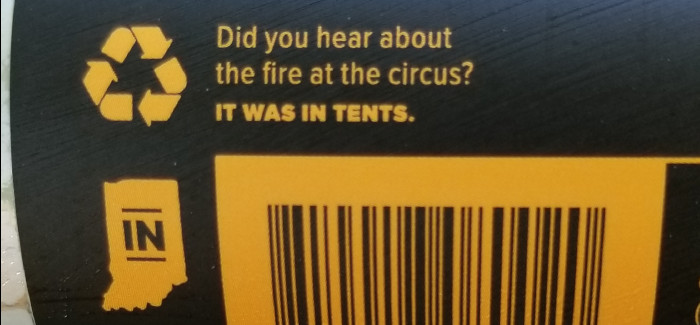 Did you hear about
the fire at the circus?
IT WAS IN TENTS.
IN